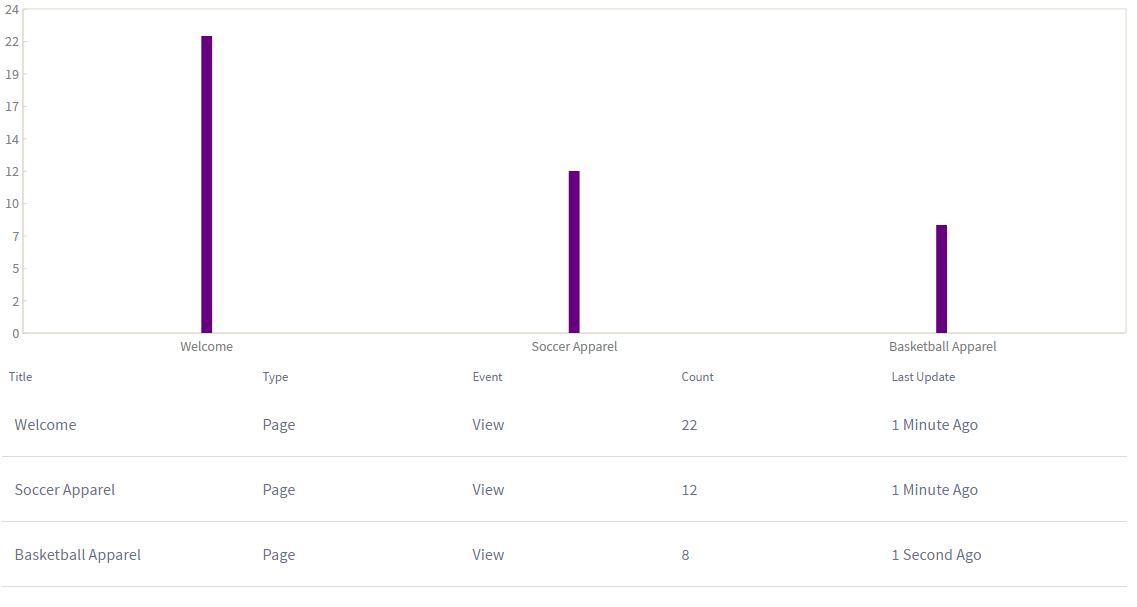 24
22
19
17
14
12
10
7
5
2
0
Welcome Soccer Apparel Basketball Apparel
Title Type Event Count Last Update
Welcome Page View 22 1 Minute Ago
Soccer Apparel Page View 12 1 Minute Ago
Basketball Apparel Page View 8 1 Second Ago